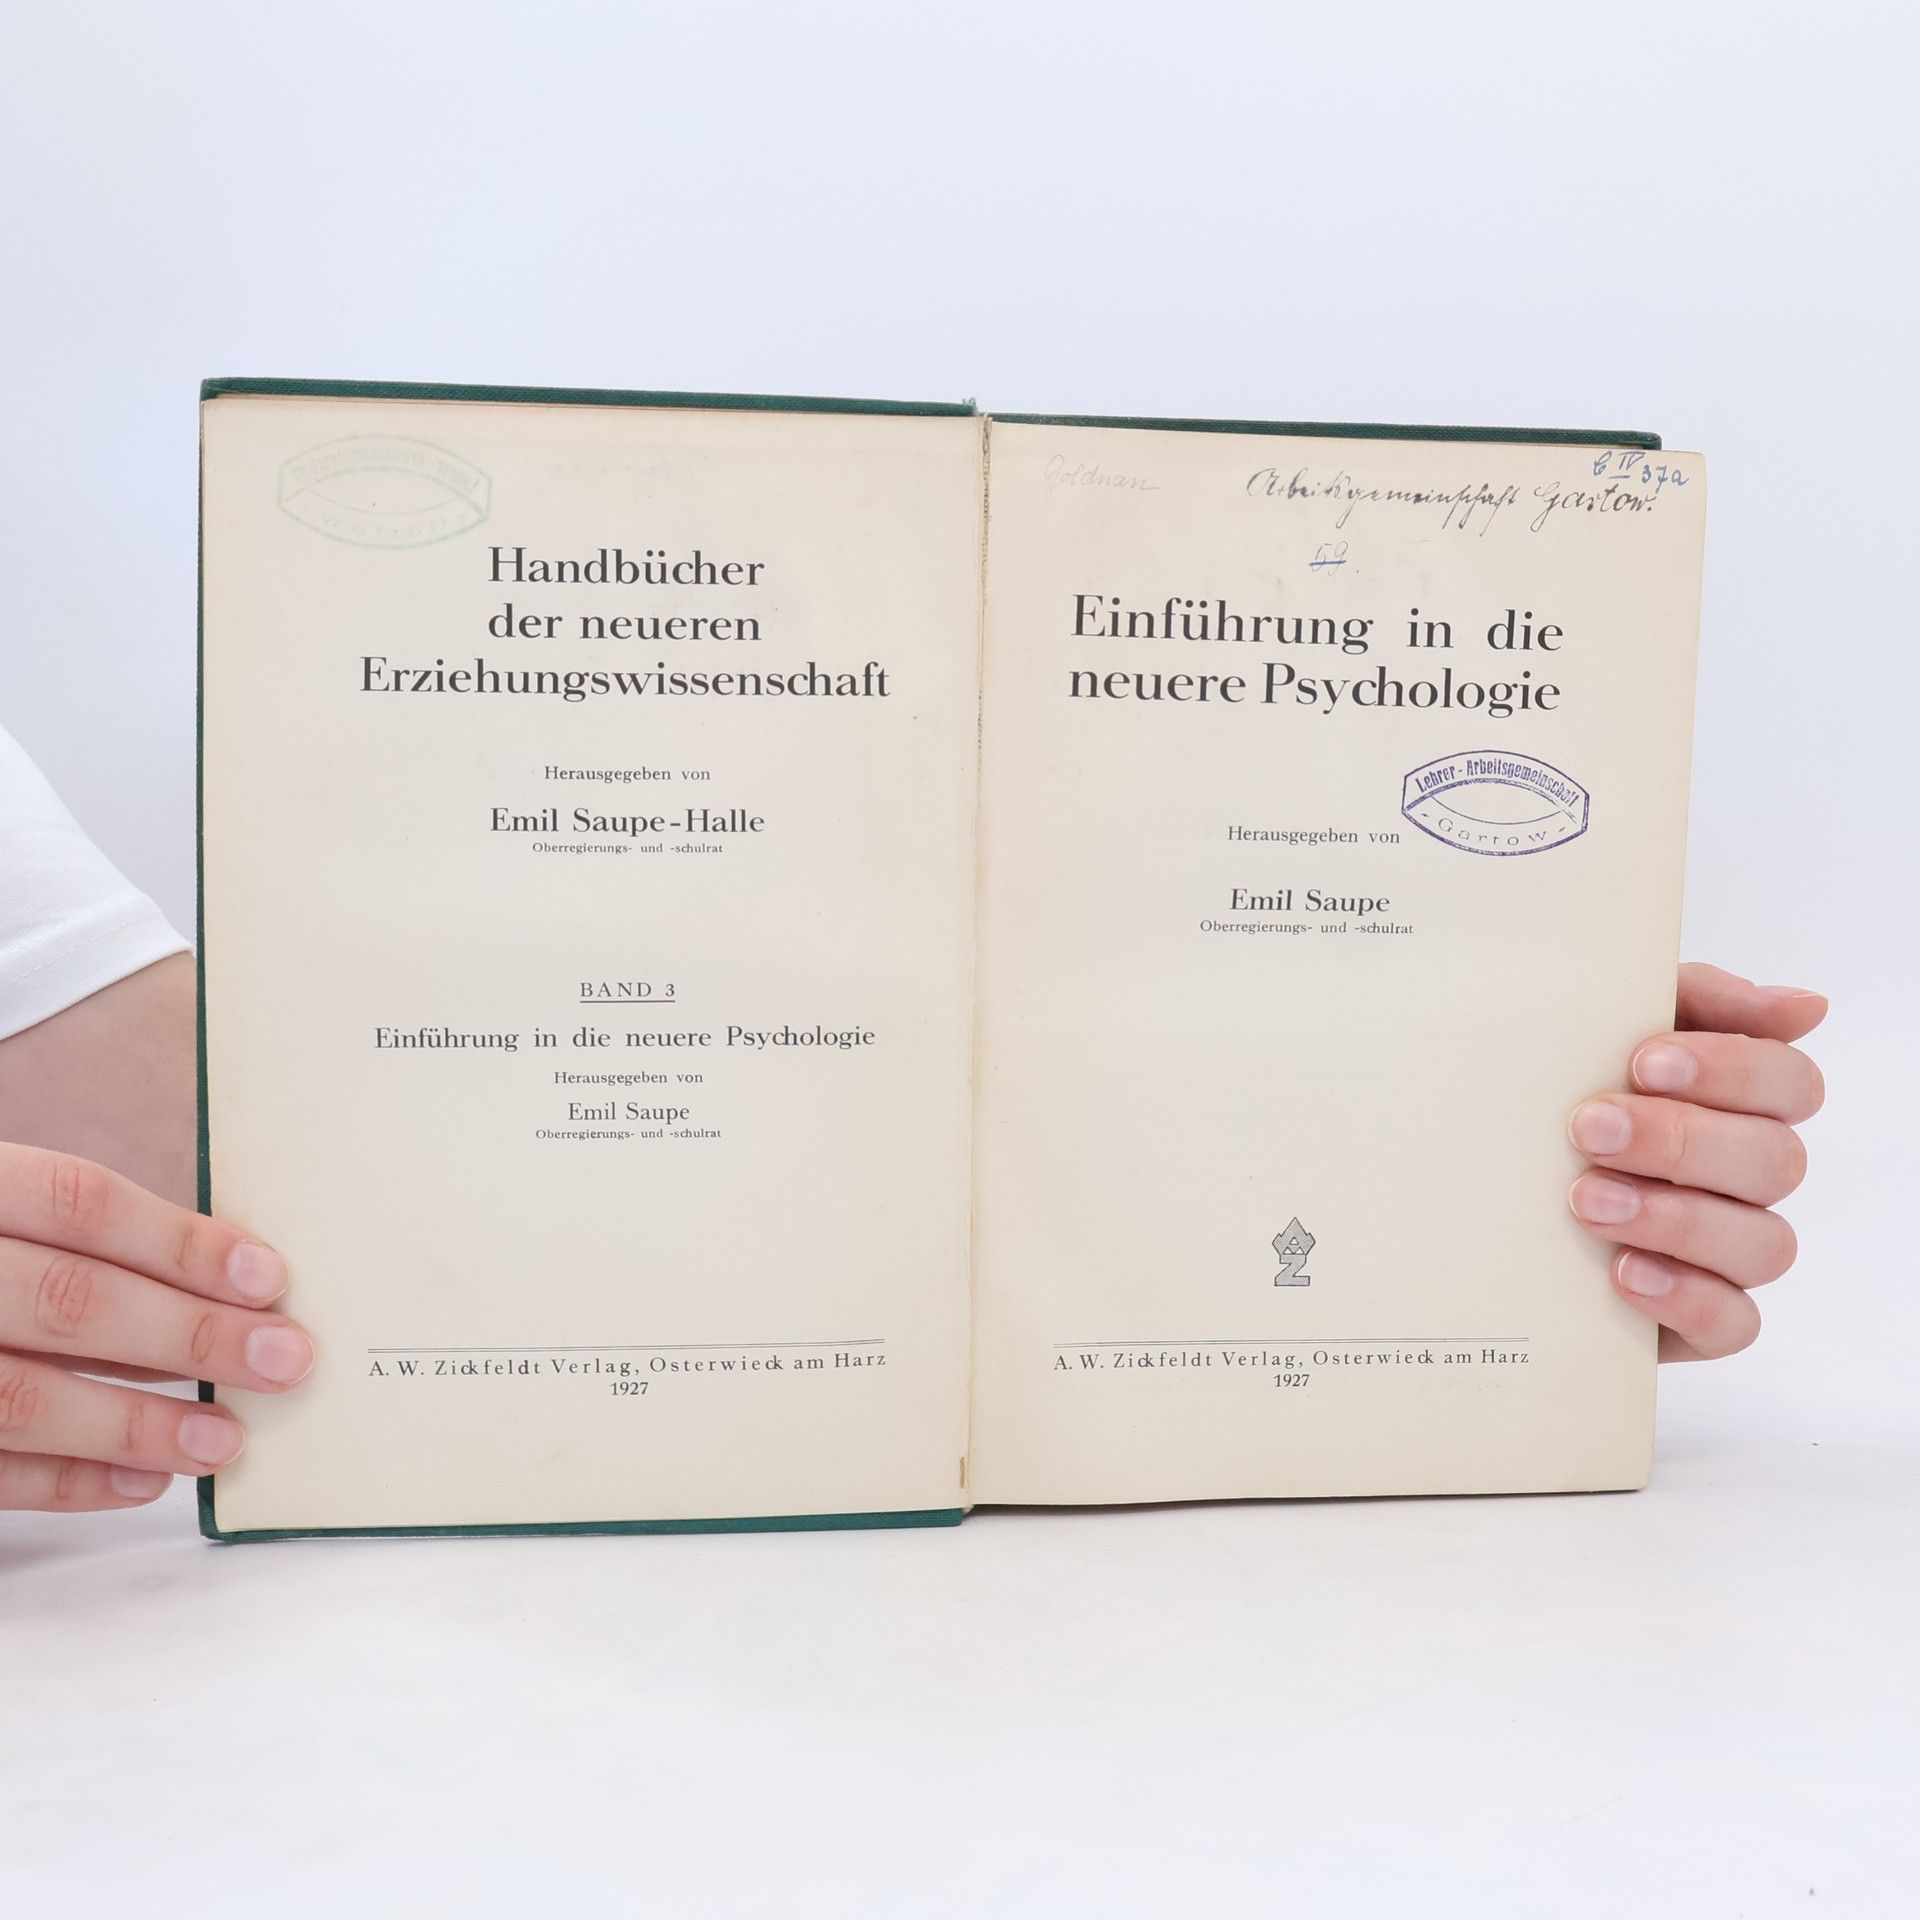 Handbücher
der neueren
Erziehungswissenschaft
Herausgegeben von
Emil Saupe-Halle
Oberregierungs- und -schulrat
BAND 3
Einführung in die neuere Psychologie
Herausgegeben von
Emil Saupe
Oberregierungs- und -schulrat
A. W. Zickfeldt Verlag, Osterwieck am Harz
1927
C IV 37a
Arbeitsgemeinschaft Gartow.
59.
Einführung in die
neuere Psychologie
Lehrer-Arbeitsgemeinschaft
- Gartow -
Herausgegeben von
Emil Saupe
Oberregierungs- und -schulrat
AZ
A. W. Zickfeldt Verlag, Osterwieck am Harz
1927